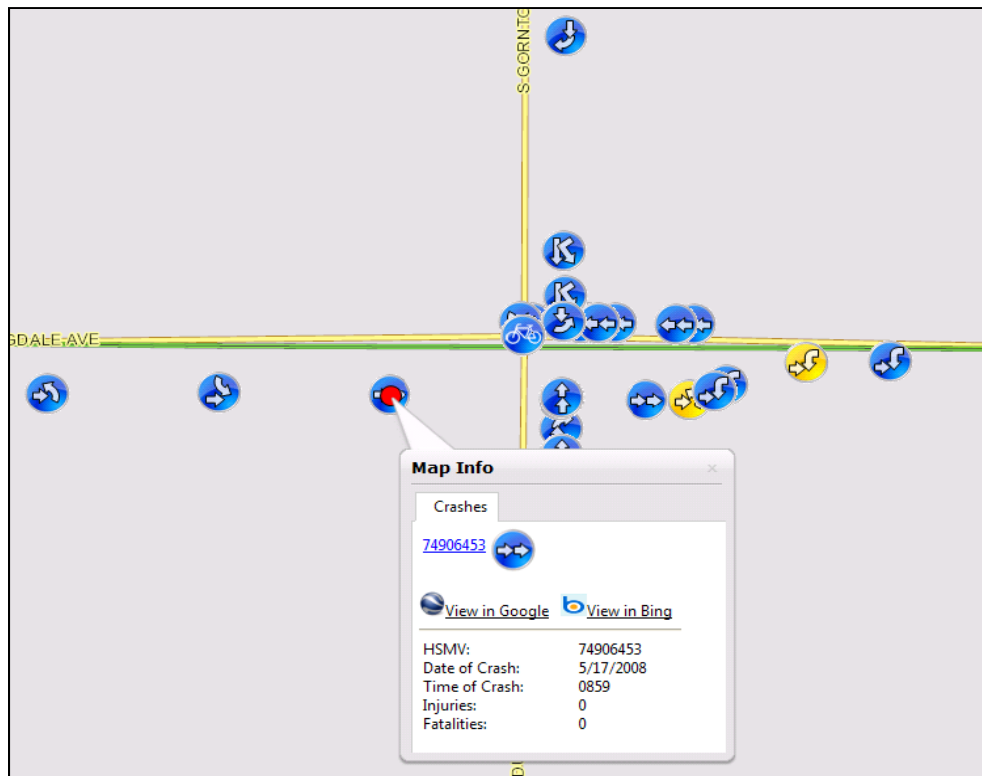 S GORNTO
GDALE AVE
Map Info
Crashes
74906453
View in Google View in Bing
HSMV: 74906453
Date of Crash: 5/17/2008
Time of Crash: 0859
Injuries: 0
Fatalities: 0